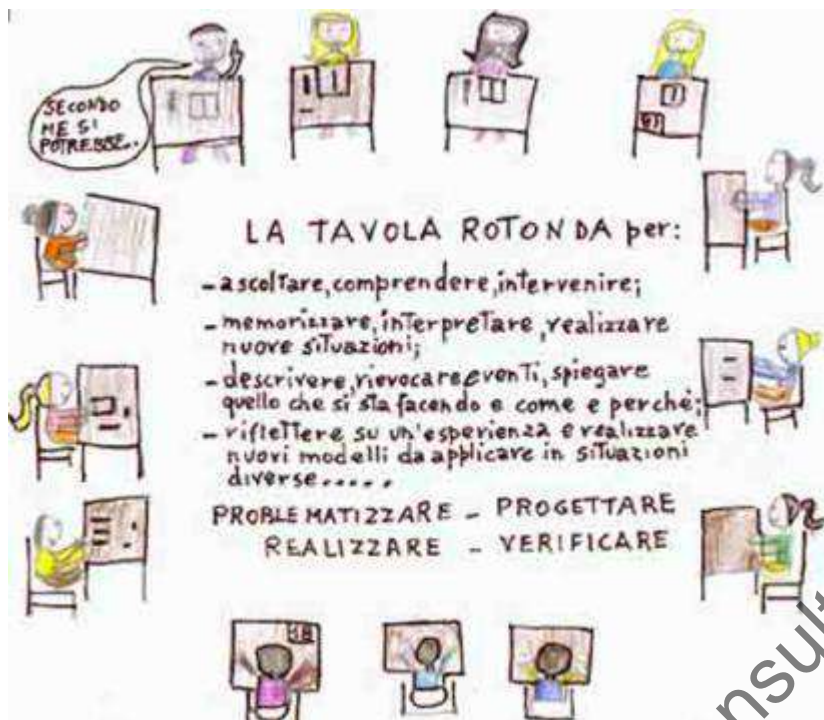 SECONDO
ME SI
POTREBBE..
LA TAVOLA ROTONDA per:
- ascoltare, comprendere, intervenire;
- memorizzare, interpretare, realizzare
nuove situazioni;
- descrivere, rievocare eventi, spiegare
quello che si sta facendo e come e perché;
- riflettere su un'esperienza e realizzare
nuovi modelli da applicare in situazioni
diverse.....
PROBLEMATIZZARE - PROGETTARE
REALIZZARE - VERIFICARE